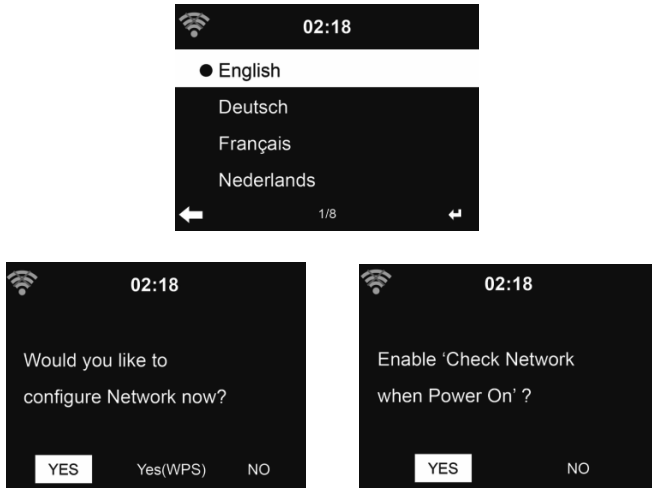 02:18
English
Deutsch
Français
Nederlands
1/8
02:18
Would you like to
configure Network now?
YES Yes(WPS) NO
02:18
Enable ‘Check Network
when Power On’ ?
YES NO